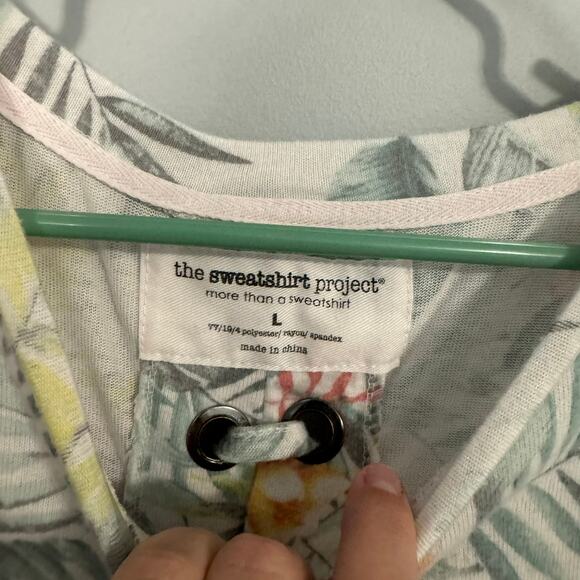 the sweatshirt project®
more than a sweatshirt
L
77/19/4 polyester/ rayon/ spandex
made in china